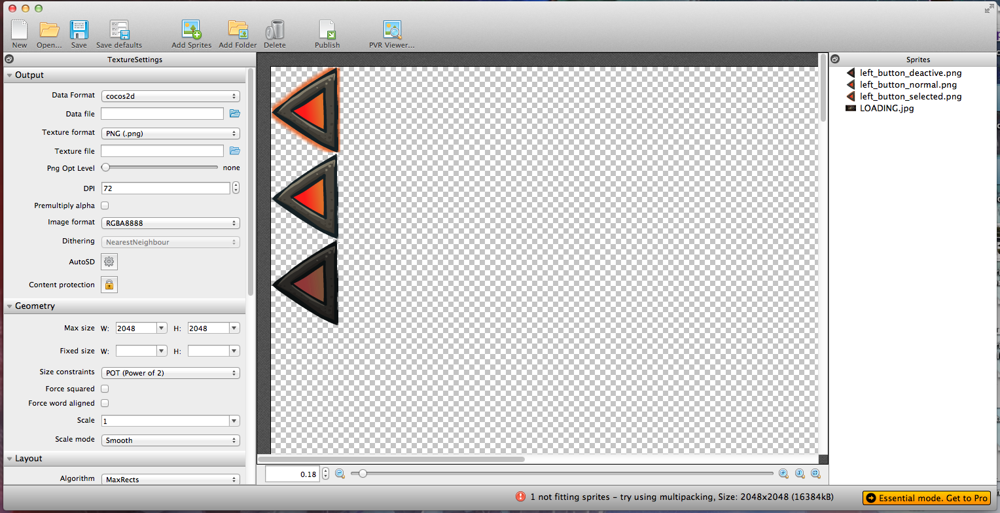 New Open... Save Save defaults Add Sprites Add Folder Delete Publish PVR Viewer...
TextureSettings
Output
Data Format cocos2d
Data file
Texture format PNG (.png)
Texture file
Png Opt Level none
DPI 72
Premultiply alpha
Image format RGBA8888
Dithering NearestNeighbour
AutoSD
Content protection
Geometry
Max size W: 2048 H: 2048
Fixed size W: H:
Size constraints POT (Power of 2)
Force squared
Force word aligned
Scale 1
Scale mode Smooth
Layout
Algorithm MaxRects
0.18
Sprites
left_button_deactive.png
left_button_normal.png
left_button_selected.png
LOADING.jpg
1 not fitting sprites - try using multipacking, Size: 2048x2048 (16384kB)
Essential mode. Get to Pro